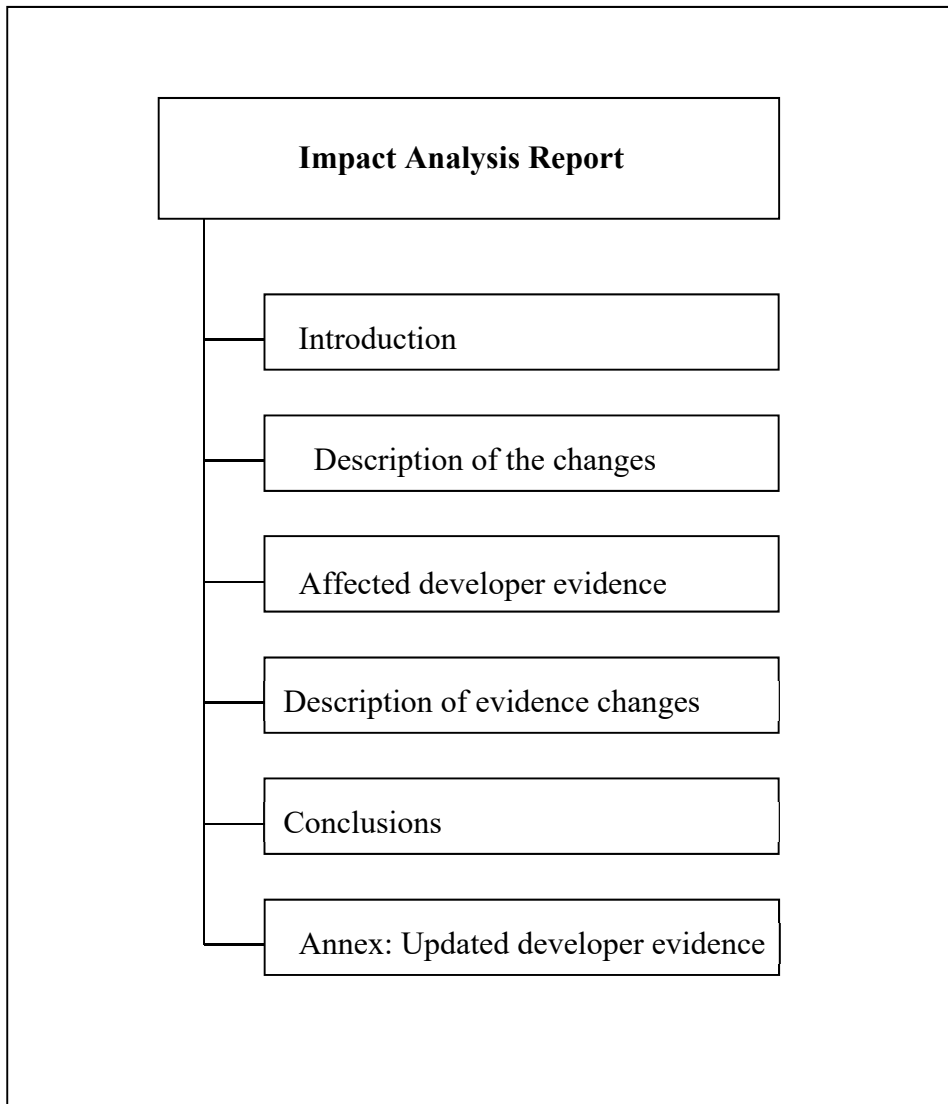 Impact Analysis Report
Introduction
Description of the changes
Affected developer evidence
Description of evidence changes
Conclusions
Annex: Updated developer evidence